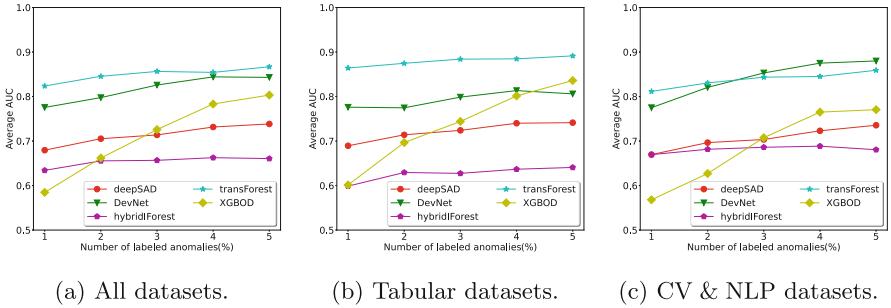 1.0
0.9
0.8
0.7
0.6
0.5
Average AUC
1 2 3 4 5
Number of labeled anomalies(%)
deepSAD
DevNet
hybridIForest
transForest
XGBOD
(a) All datasets.
1.0
0.9
0.8
0.7
0.6
0.5
Average AUC
1 2 3 4 5
Number of labeled anomalies(%)
deepSAD
DevNet
hybridIForest
transForest
XGBOD
(b) Tabular datasets.
1.0
0.9
0.8
0.7
0.6
0.5
Average AUC
1 2 3 4 5
Number of labeled anomalies(%)
deepSAD
DevNet
hybridIForest
transForest
XGBOD
(c) CV & NLP datasets.